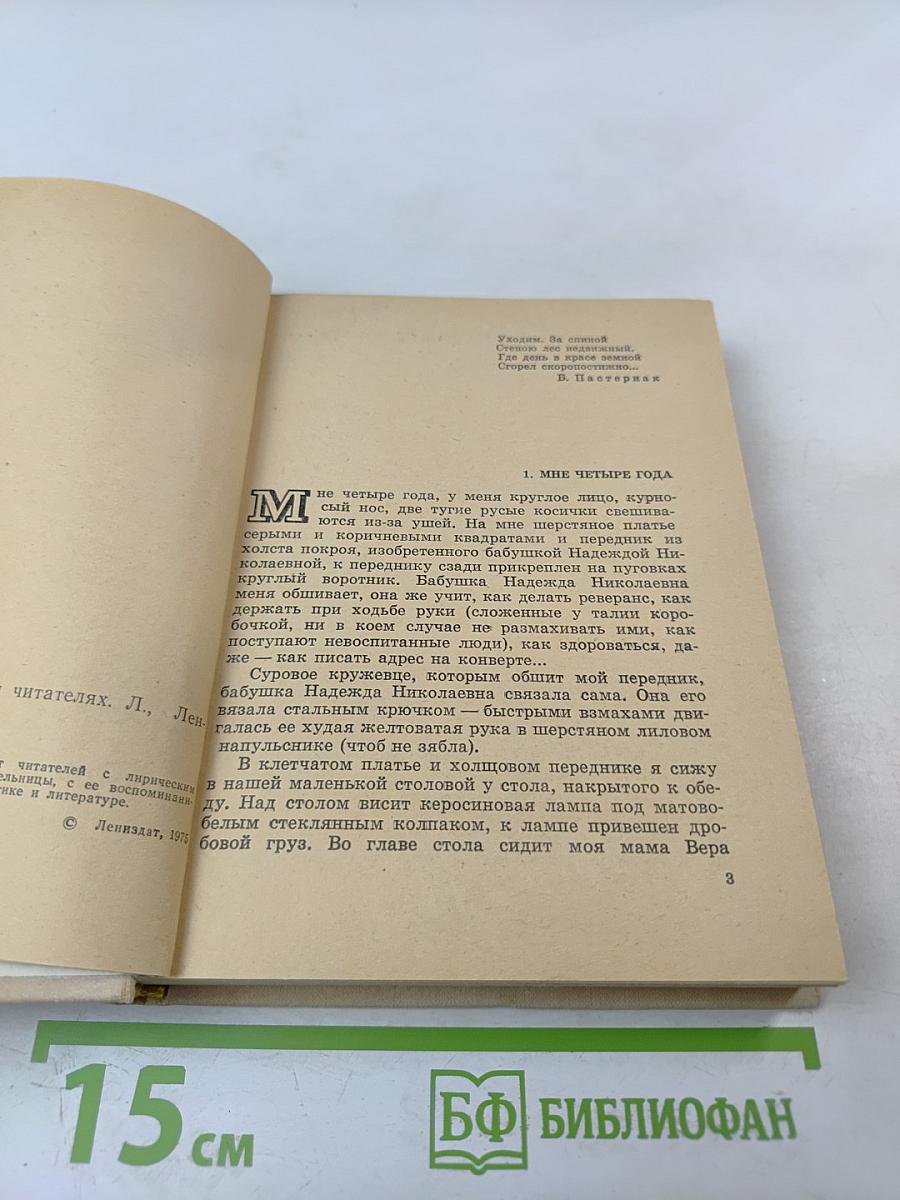 читателях. Л., Лен-
читателей с лирическим
ельницы, с ее воспоминани-
тике и литературе.
© Лениздат, 1975
Уходим. За спиной
Стеною лес недвижный,
Где день в красе земной
Сгорел скоропостижно...
Б. Пастернак
1. МНЕ ЧЕТЫРЕ ГОДА
Мне четыре года, у меня круглое лицо, курно-
сый нос, две тугие русые косички свешива-
ются из-за ушей. На мне шерстяное платье
серыми и коричневыми квадратами и передник из
холста покроя, изобретенного бабушкой Надеждой Ни-
колаевной, к переднику сзади прикреплен на пуговках
круглый воротник. Бабушка Надежда Николаевна
меня обшивает, она же учит, как делать реверанс, как
держать при ходьбе руки (сложенные у талии коро-
бочкой, ни в коем случае не размахивать ими, как
поступают невоспитанные люди), как здороваться, да-
же — как писать адрес на конверте...
Суровое кружевце, которым обшит мой передник,
бабушка Надежда Николаевна связала сама. Она его
вязала стальным крючком — быстрыми взмахами дви-
галась ее худая желтоватая рука в шерстяном лиловом
напульснике (чтоб не зябла).
В клетчатом платье и холщовом переднике я сижу
в нашей маленькой столовой у стола, накрытого к обе-
ду. Над столом висит керосиновая лампа под матово-
белым стеклянным колпаком, к лампе привешен дро-
бовой груз. Во главе стола сидит моя мама Вера
3
15 см
БФ БИБЛИОФАН